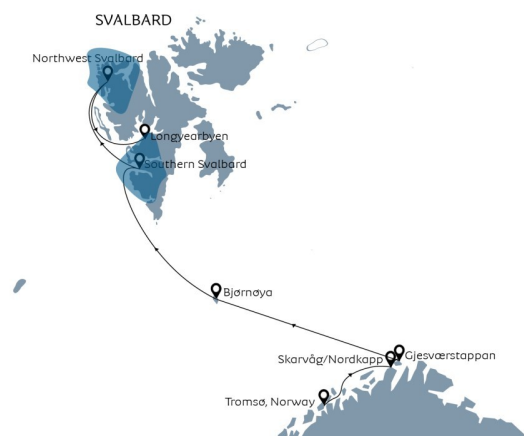 SVALBARD
Northwest Svalbard
Longyearbyen
Southern Svalbard
Bjørnøya
Gjesværstappan
Skarvåg/Nordkapp
Tromsø, Norway